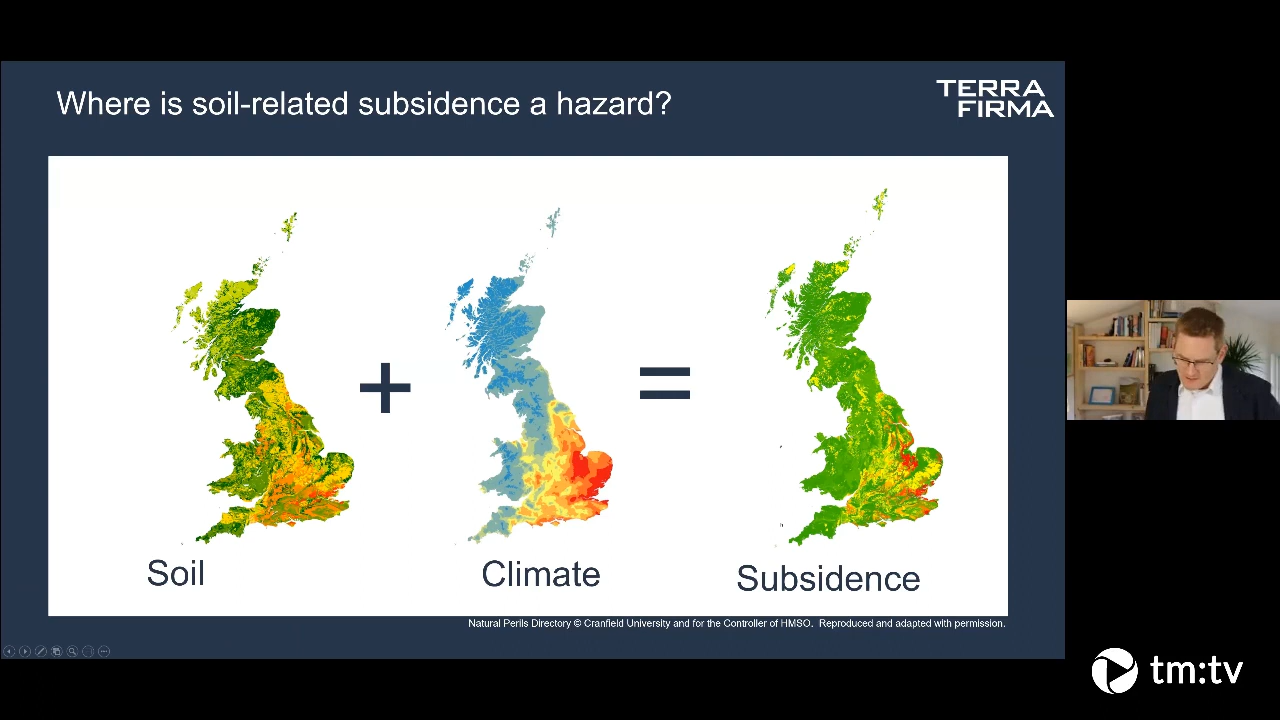 Where is soil-related subsidence a hazard?
TERRA
FIRMA
+
=
Soil
Climate
Subsidence
Natural Perils Directory © Cranfield University and for the Controller of HMSO. Reproduced and adapted with permission.
tm:tv